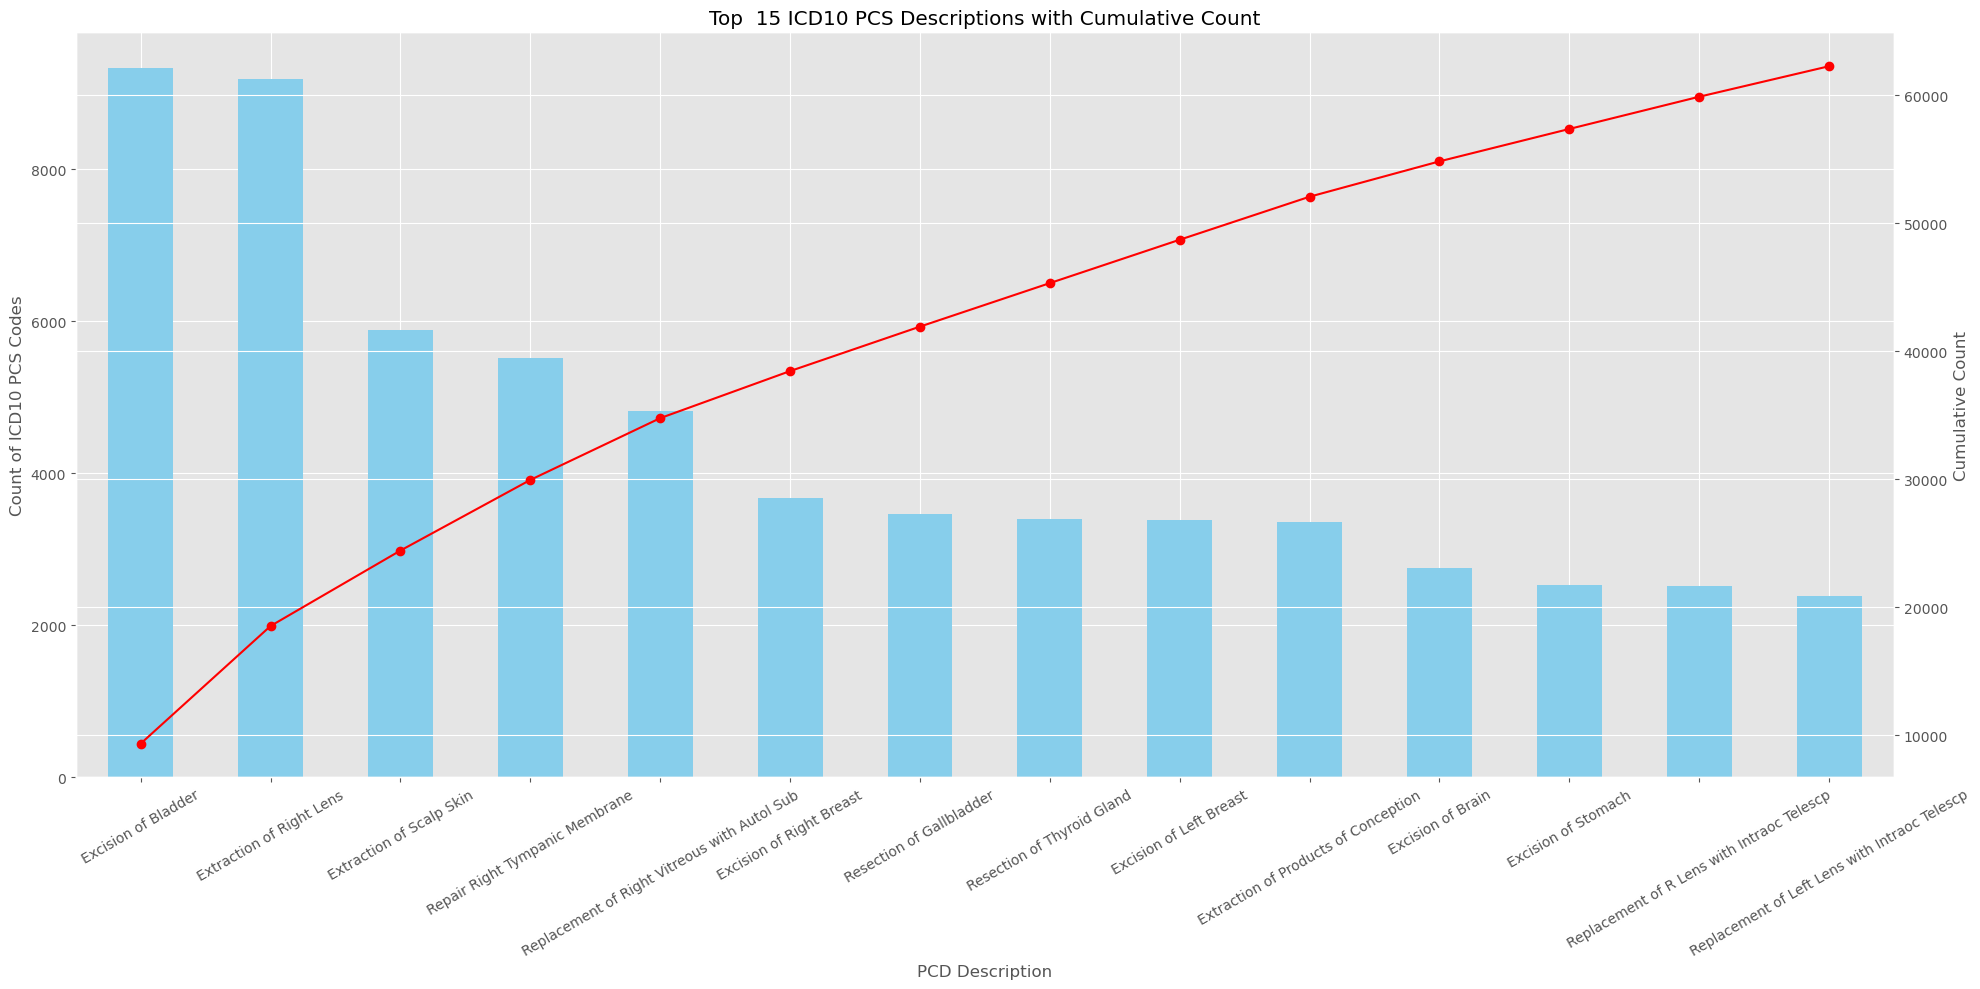 Top  15 ICD10 PCS Descriptions with Cumulative Count
Count of ICD10 PCS Codes
8000
6000
4000
2000
0
Cumulative Count
60000
50000
40000
30000
20000
10000
Excision of Bladder
Extraction of Right Lens
Extraction of Scalp Skin
Repair Right Tympanic Membrane
Replacement of Right Vitreous with Autol Sub
Excision of Right Breast
Resection of Gallbladder
Resection of Thyroid Gland
Excision of Left Breast
Extraction of Products of Conception
Excision of Brain
Excision of Stomach
Replacement of R Lens with Intraoc Telescp
Replacement of Left Lens with Intraoc Telescp
PCD Description